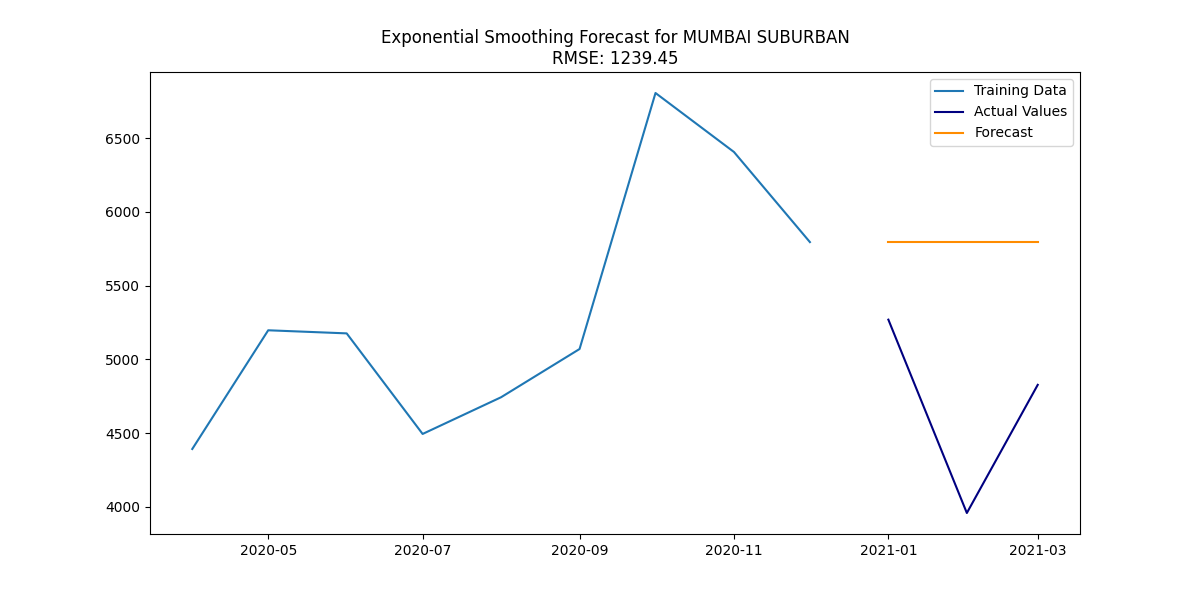 Exponential Smoothing Forecast for MUMBAI SUBURBAN
RMSE: 1239.45
Training Data
Actual Values
Forecast
6500
6000
5500
5000
4500
4000
2020-05
2020-07
2020-09
2020-11
2021-01
2021-03